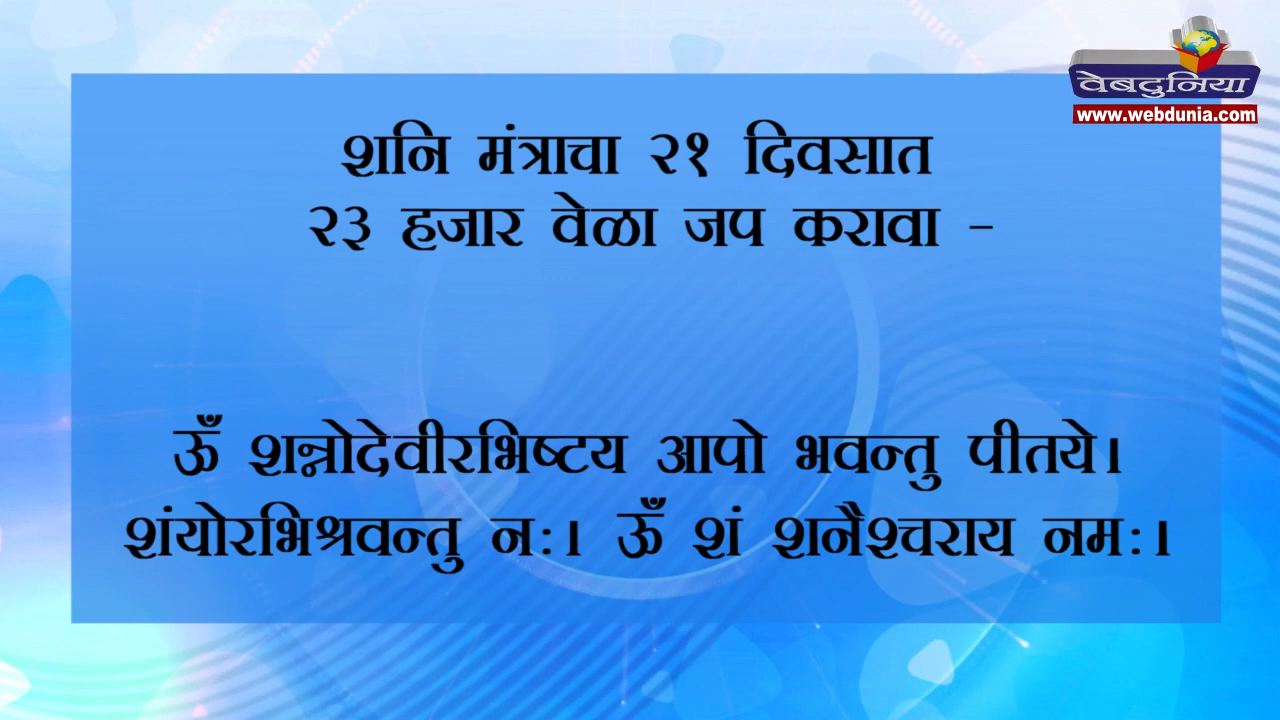 वेबदुनिया
www.webdunia.com
शनि मंत्राचा २१ दिवसात
२३ हजार वेळा जप करावा -
ऊँ शन्नोदेवीरभिष्टय आपो भवन्तु पीतये।
शंयोरभिश्रवन्तु नः। ऊँ शं शनैश्चराय नमः।